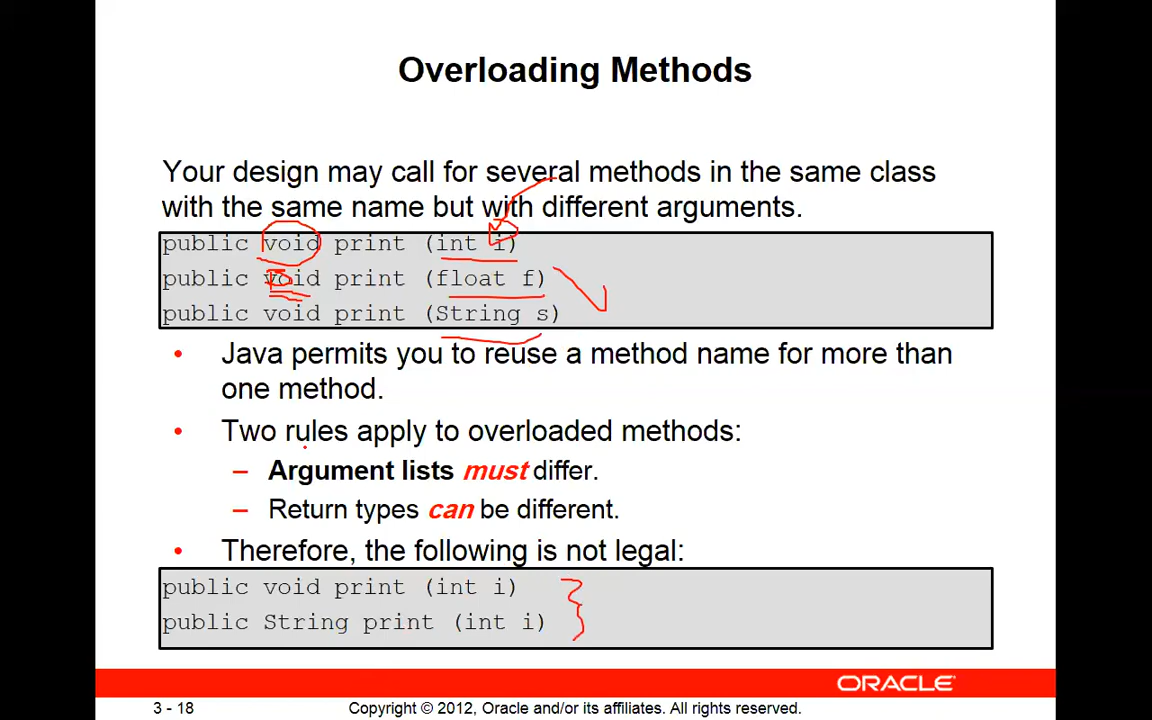 Overloading Methods
Your design may call for several methods in the same class
with the same name but with different arguments.
public void print (int i)
public void print (float f)
public void print (String s)
• Java permits you to reuse a method name for more than
one method.
• Two rules apply to overloaded methods:
– Argument lists must differ.
– Return types can be different.
• Therefore, the following is not legal:
public void print (int i)
public String print (int i)
ORACLE
3 - 18
Copyright © 2012, Oracle and/or its affiliates. All rights reserved.